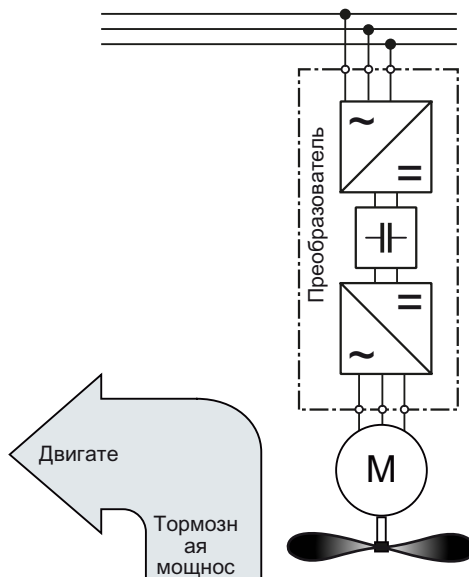 Преобразователь
~
=
=
~
M
Двигате
Тормозн
ая
мощнос